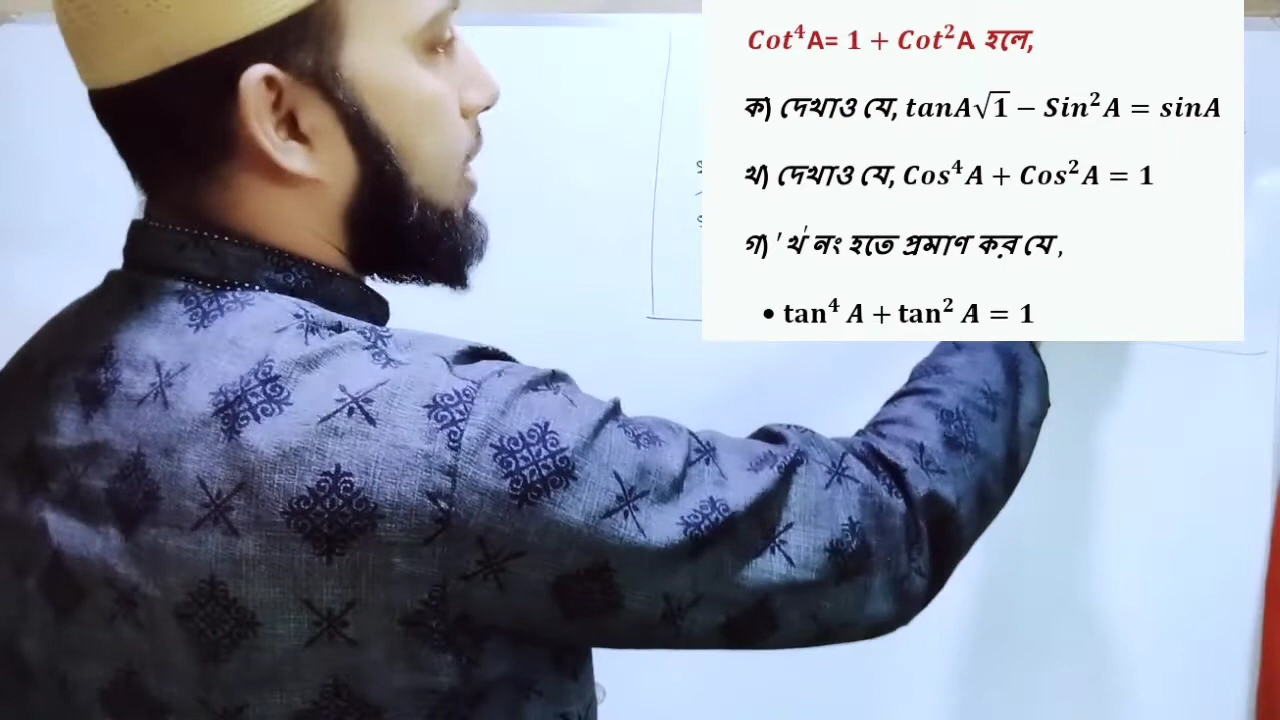 Cot⁴A= 1 + Cot²A হলে,
ক) দেখাও যে, tanA√1 − Sin²A = sinA
খ) দেখাও যে, Cos⁴A + Cos²A = 1
গ) 'খ' নং হতে প্রমাণ কর যে ,
• tan⁴ A + tan² A = 1